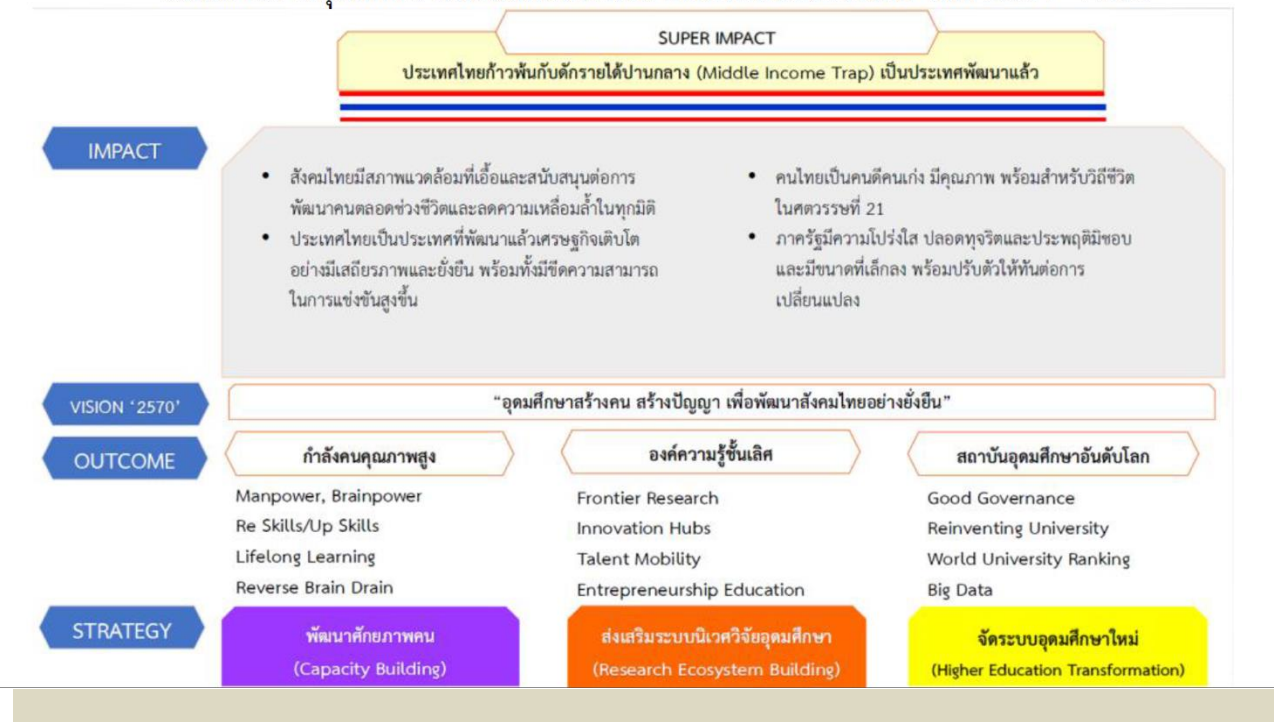 SUPER IMPACT
ประเทศไทยก้าวพ้นกับดักรายได้ปานกลาง (Middle Income Trap) เป็นประเทศพัฒนาแล้ว
IMPACT
• สังคมไทยมีสภาพแวดล้อมที่เอื้อและสนับสนุนต่อการ
พัฒนาคนตลอดช่วงชีวิตและลดความเหลื่อมล้ำในทุกมิติ
• ประเทศไทยเป็นประเทศที่พัฒนาแล้วเศรษฐกิจเติบโต
อย่างมีเสถียรภาพและยั่งยืน พร้อมทั้งมีขีดความสามารถ
ในการแข่งขันสูงขึ้น
• คนไทยเป็นคนดีคนเก่ง มีคุณภาพ พร้อมสำหรับวิถีชีวิต
ในศตวรรษที่ 21
• ภาครัฐมีความโปร่งใส ปลอดทุจริตและประพฤติมิชอบ
และมีขนาดที่เล็กลง พร้อมปรับตัวให้ทันต่อการ
เปลี่ยนแปลง
VISION ‘2570’
“อุดมศึกษาสร้างคน สร้างปัญญา เพื่อพัฒนาสังคมไทยอย่างยั่งยืน”
OUTCOME
กำลังคนคุณภาพสูง
Manpower, Brainpower
Re Skills/Up Skills
Lifelong Learning
Reverse Brain Drain
องค์ความรู้ชั้นเลิศ
Frontier Research
Innovation Hubs
Talent Mobility
Entrepreneurship Education
สถาบันอุดมศึกษาอันดับโลก
Good Governance
Reinventing University
World University Ranking
Big Data
STRATEGY
พัฒนาศักยภาพคน
(Capacity Building)
ส่งเสริมระบบนิเวศวิจัยอุดมศึกษา
(Research Ecosystem Building)
จัดระบบอุดมศึกษาใหม่
(Higher Education Transformation)